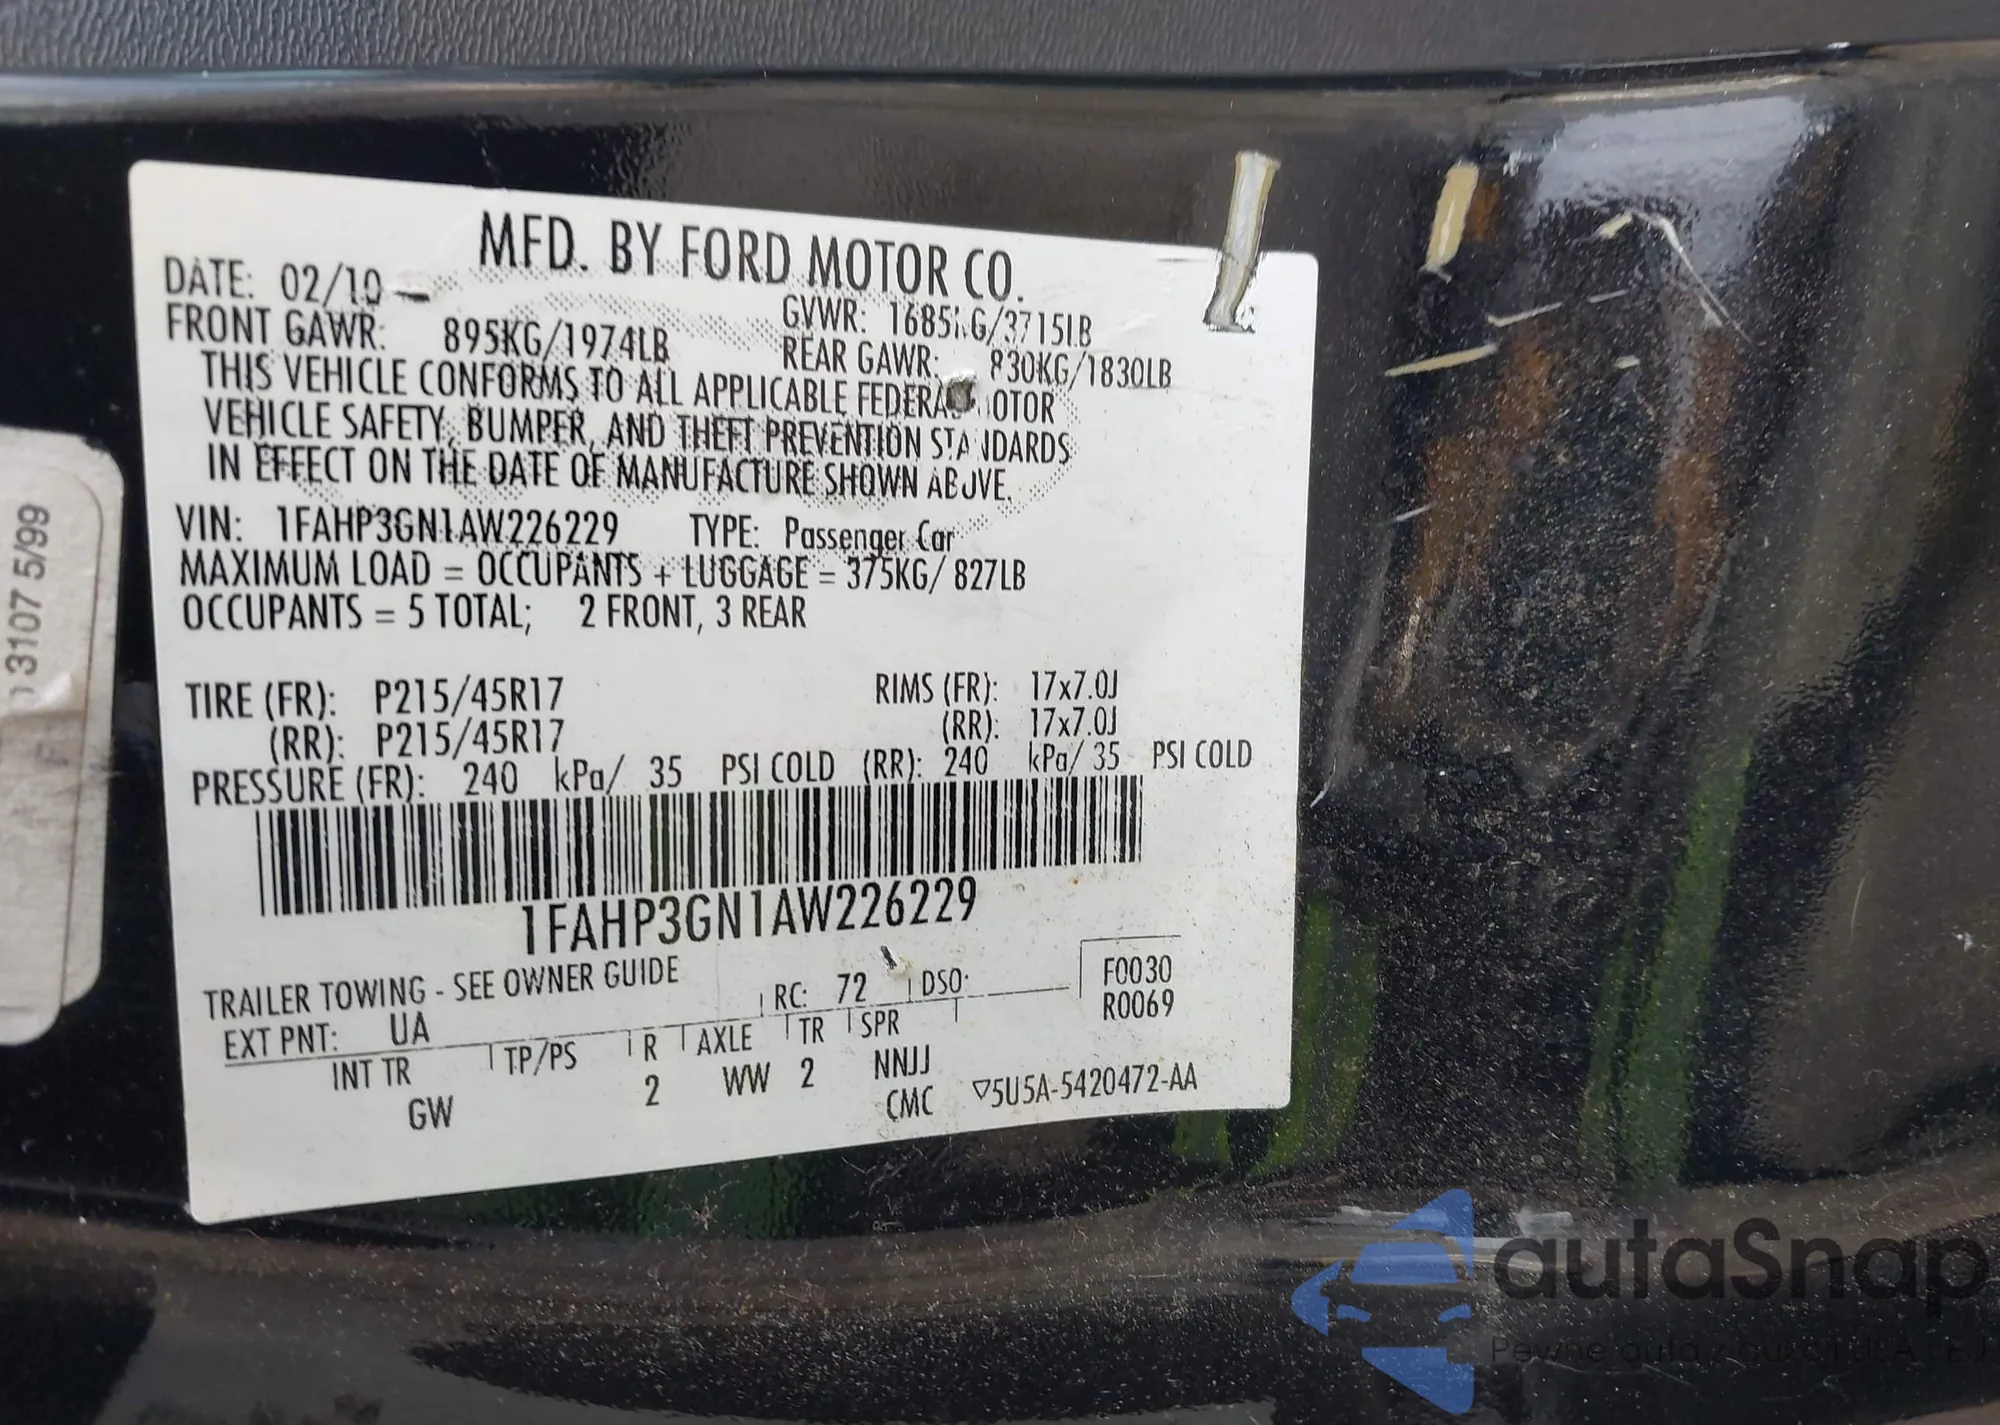 MFD. BY FORD MOTOR CO.
DATE: 02/10 GVWR: 1685KG/3715LB
FRONT GAWR: 895KG/1974LB REAR GAWR: 830KG/1830LB
THIS VEHICLE CONFORMS TO ALL APPLICABLE FEDERAL MOTOR
VEHICLE SAFETY, BUMPER, AND THEFT PREVENTION STANDARDS
IN EFFECT ON THE DATE OF MANUFACTURE SHOWN ABOVE.
VIN: 1FAHP3GN1AW226229 TYPE: Passenger Car
MAXIMUM LOAD = OCCUPANTS + LUGGAGE = 375KG/ 827LB
OCCUPANTS = 5 TOTAL; 2 FRONT, 3 REAR
TIRE (FR): P215/45R17 RIMS (FR): 17x7.0J
(RR): P215/45R17 (RR): 17x7.0J
PRESSURE (FR): 240 kPa/ 35 PSI COLD (RR): 240 kPa/ 35 PSI COLD
1FAHP3GN1AW226229
TRAILER TOWING - SEE OWNER GUIDE
EXT PNT: UA RC: 72 DSO: F0030
R0069
INT TR TP/PS R AXLE TR SPR
GW 2 WW 2 NNJJ
CMC ▽5U5A-5420472-AA
3107 5/99
autaSnap
Pewne auta z